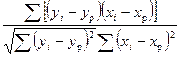 ∑[(yᵢ − yₚ)(xᵢ − xₚ)]
√∑(yᵢ − yₚ)² ∑(xᵢ − xₚ)²